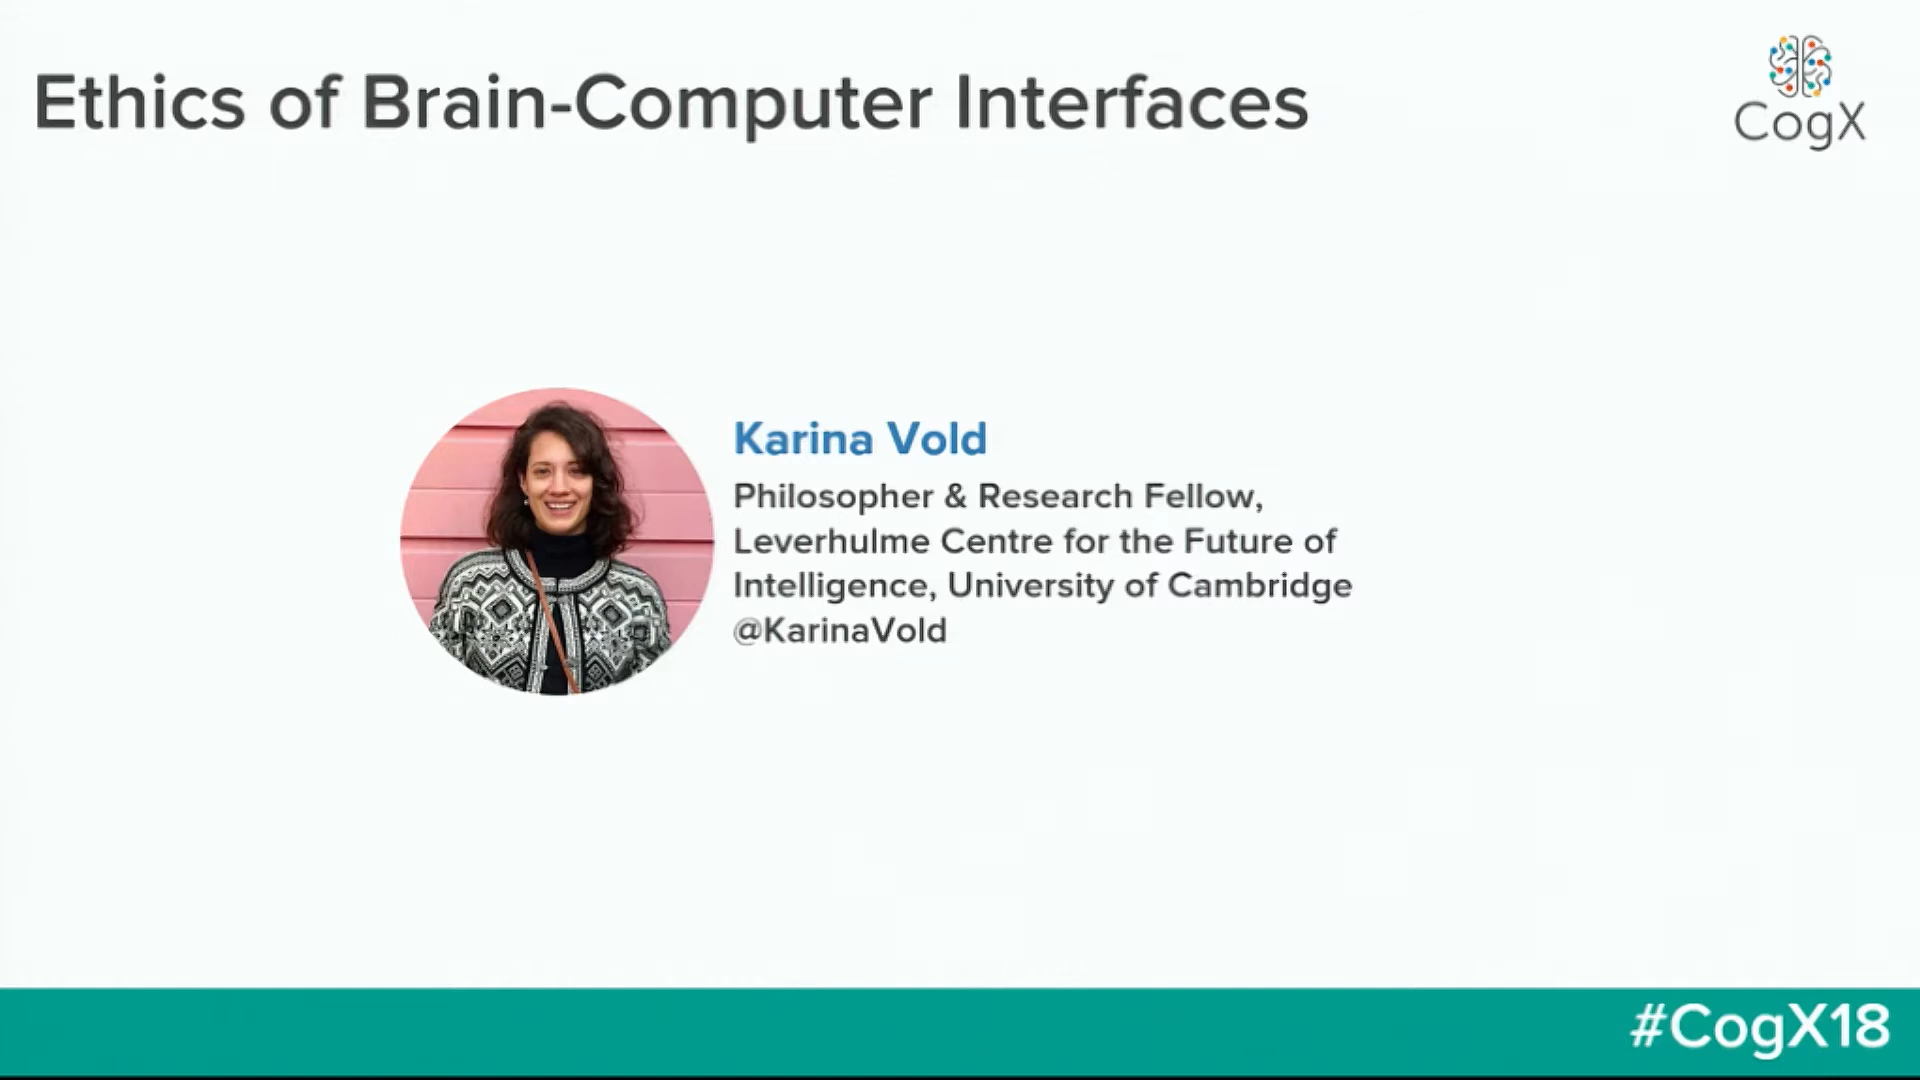 Ethics of Brain-Computer Interfaces
CogX
Karina Vold
Philosopher & Research Fellow,
Leverhulme Centre for the Future of
Intelligence, University of Cambridge
@KarinaVold
#CogX18